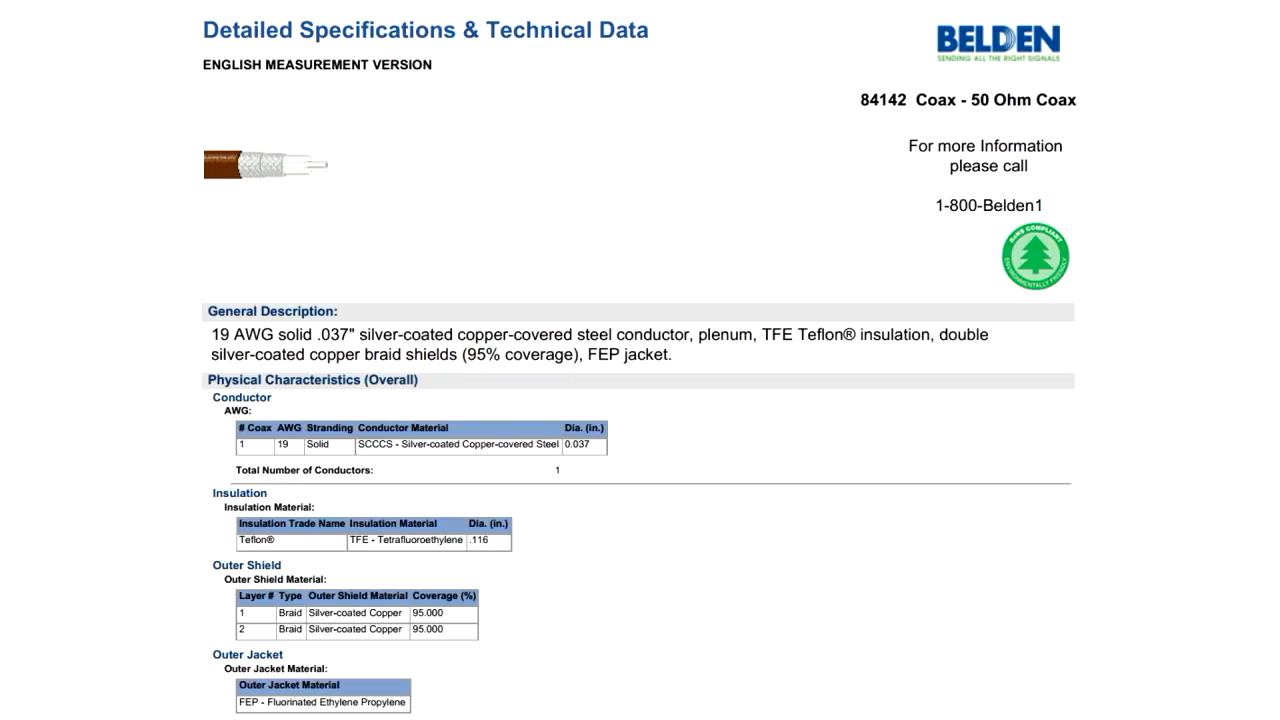 Detailed Specifications & Technical Data
ENGLISH MEASUREMENT VERSION
BELDEN
SENDING ALL THE RIGHT SIGNALS
84142 Coax - 50 Ohm Coax
For more Information
please call
1-800-Belden1
RoHS COMPLIANT
ENVIRONMENTALLY FRIENDLY
General Description:
19 AWG solid .037" silver-coated copper-covered steel conductor, plenum, TFE Teflon® insulation, double
silver-coated copper braid shields (95% coverage), FEP jacket.
Physical Characteristics (Overall)
Conductor
AWG:
# Coax AWG Stranding Conductor Material Dia. (in.)
1 19 Solid SCCCS - Silver-coated Copper-covered Steel 0.037
Total Number of Conductors: 1
Insulation
Insulation Material:
Insulation Trade Name Insulation Material Dia. (in.)
Teflon® TFE - Tetrafluoroethylene .116
Outer Shield
Outer Shield Material:
Layer # Type Outer Shield Material Coverage (%)
1 Braid Silver-coated Copper 95.000
2 Braid Silver-coated Copper 95.000
Outer Jacket
Outer Jacket Material:
Outer Jacket Material
FEP - Fluorinated Ethylene Propylene